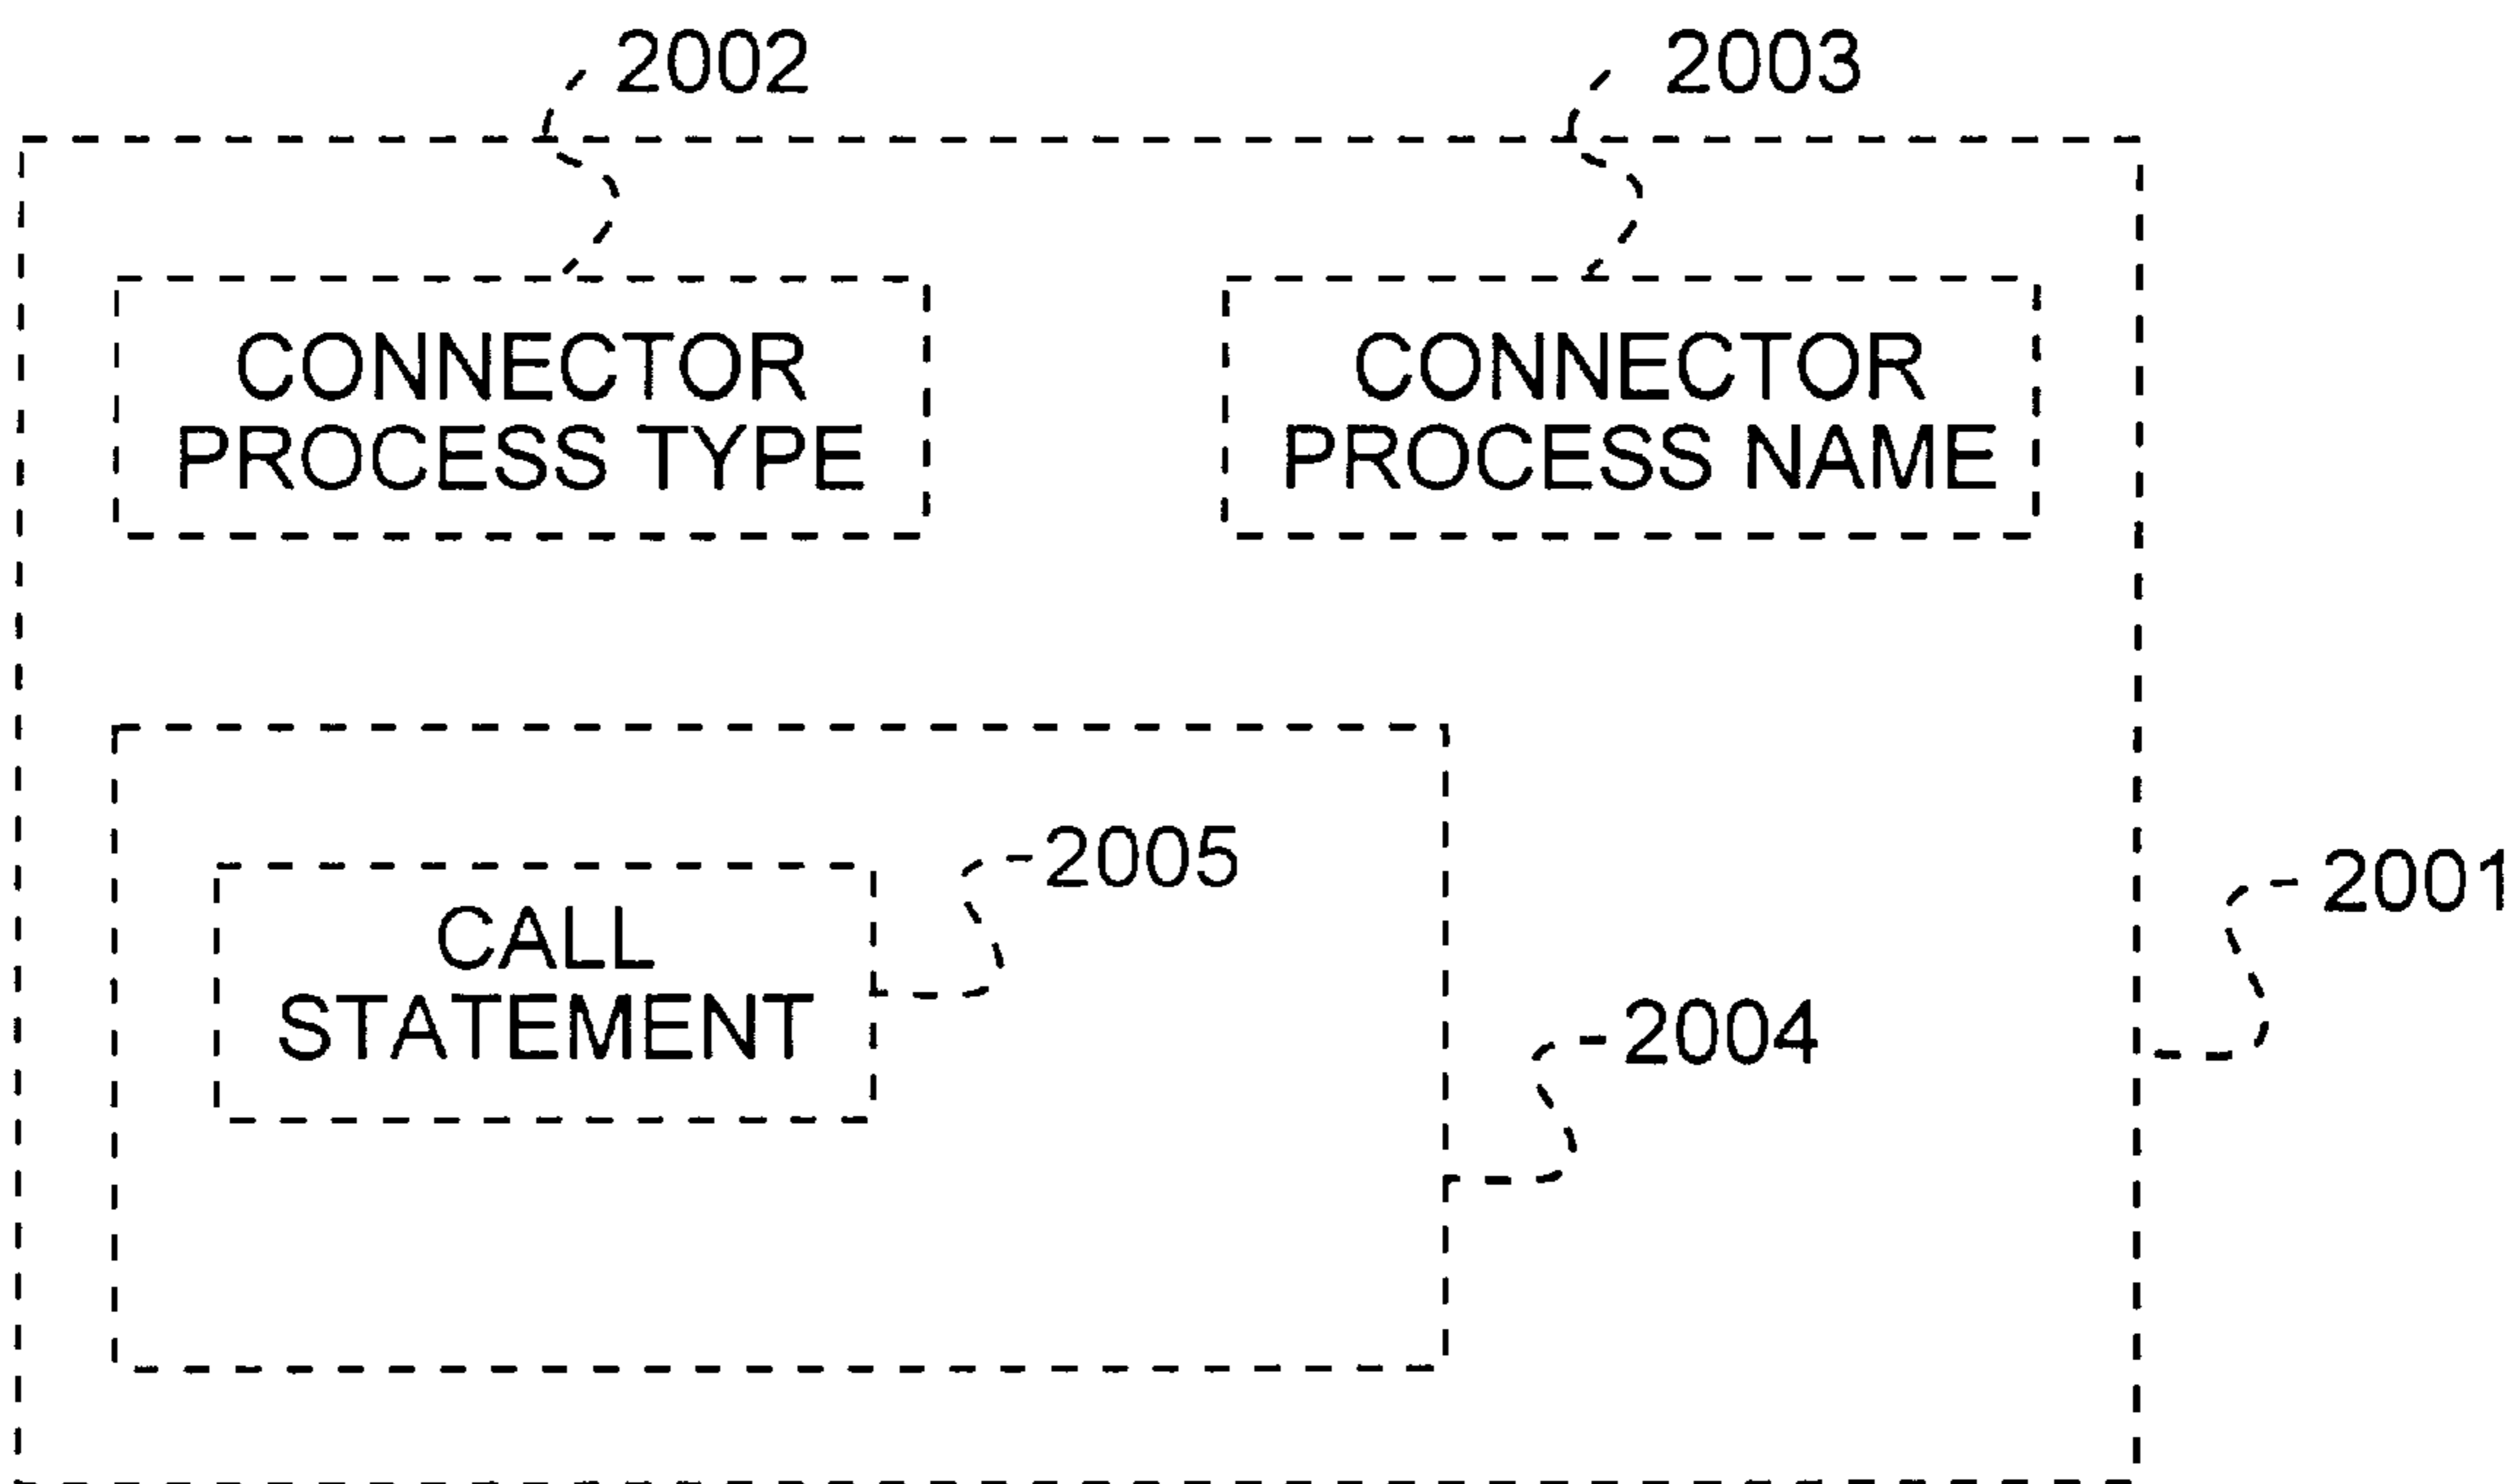 2002
2003
CONNECTOR
PROCESS TYPE
CONNECTOR
PROCESS NAME
2005
CALL
STATEMENT
2001
2004